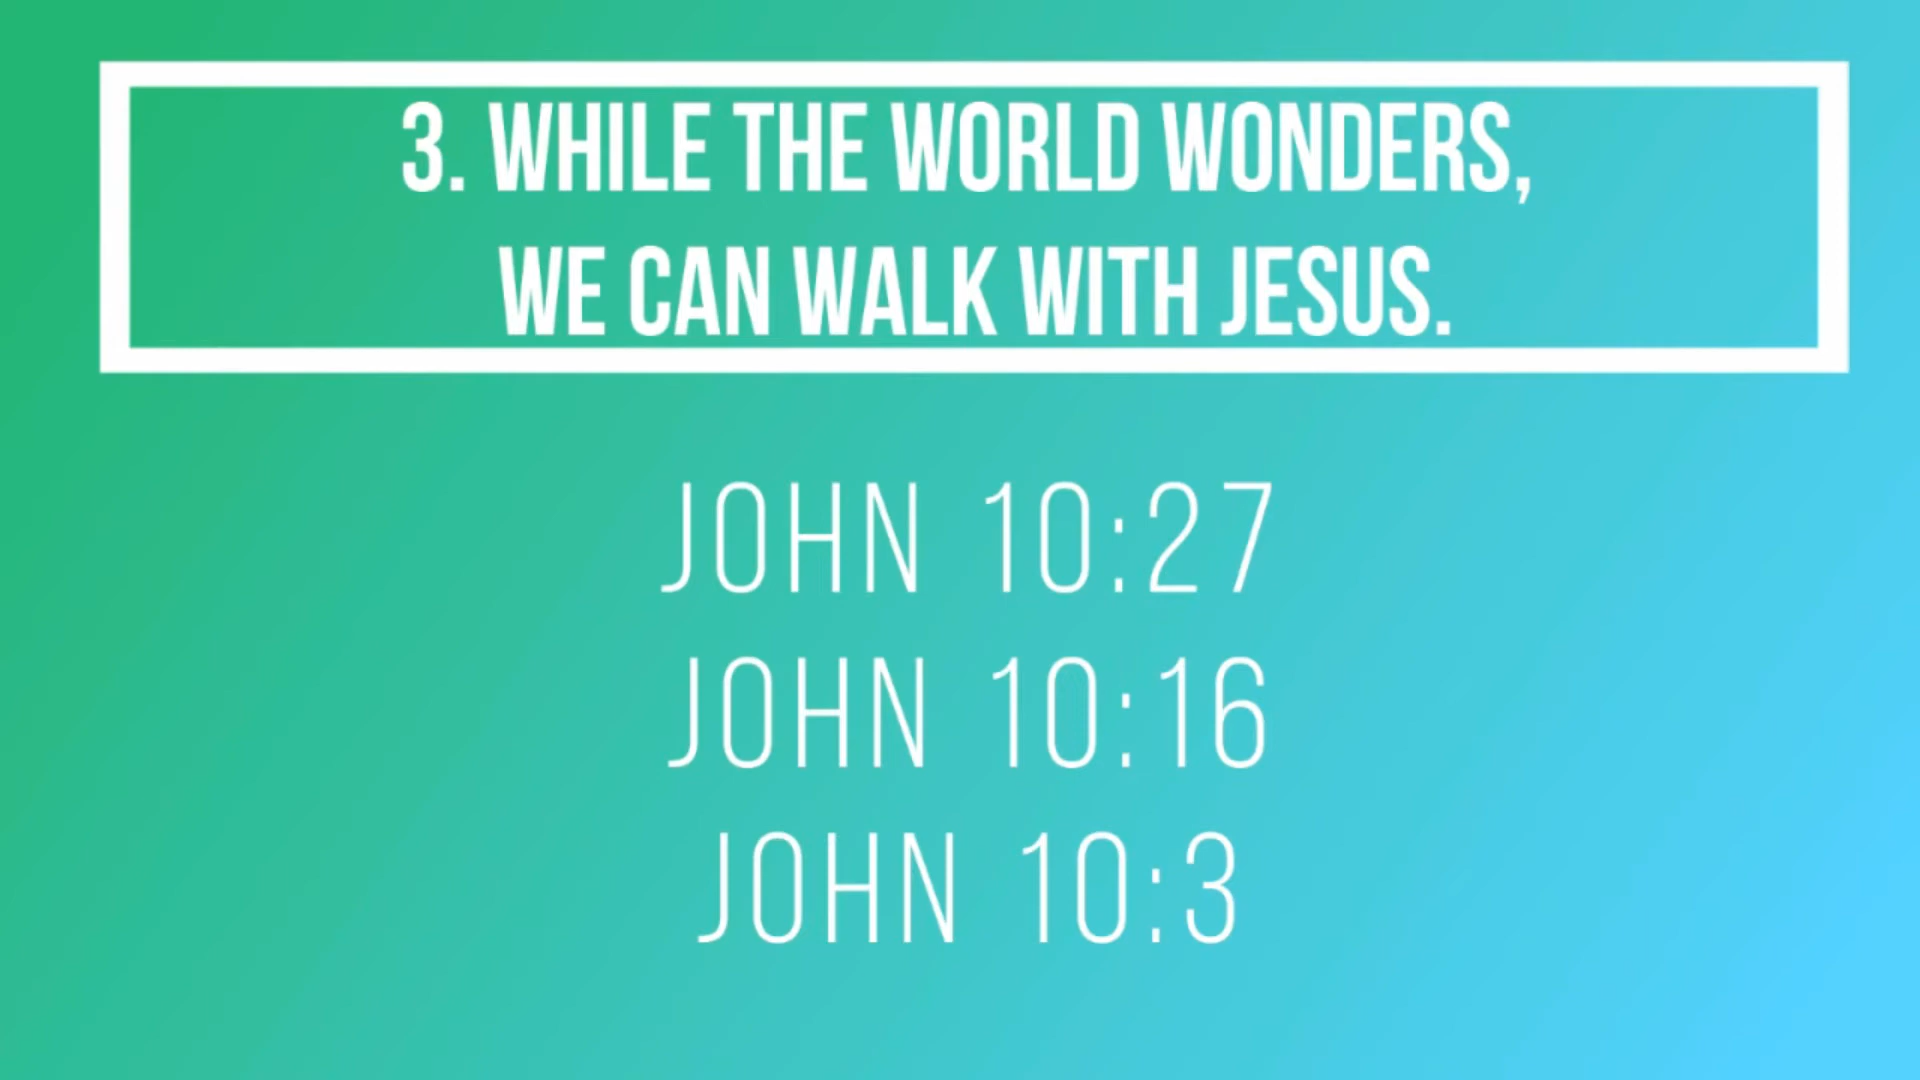 3. WHILE THE WORLD WONDERS,
WE CAN WALK WITH JESUS.
JOHN 10:27
JOHN 10:16
JOHN 10:3